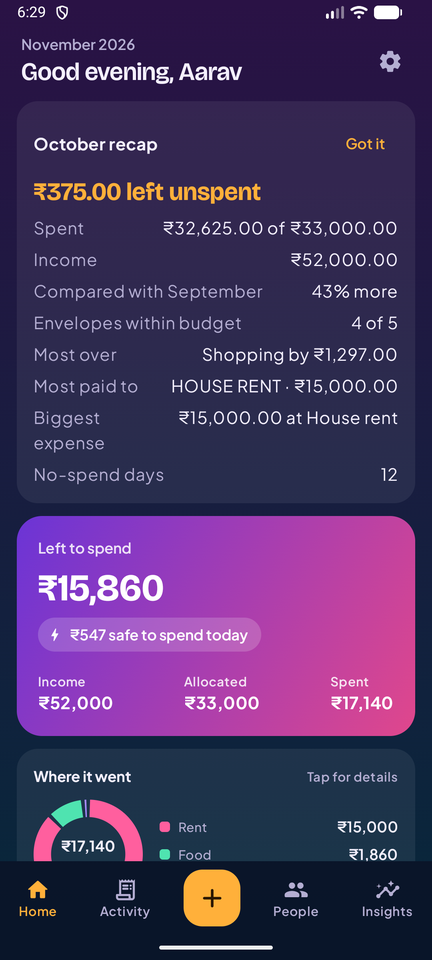 6:29
November 2026
Good evening, Aarav
October recap
Got it
₹375.00 left unspent
Spent ₹32,625.00 of ₹33,000.00
Income ₹52,000.00
Compared with September 43% more
Envelopes within budget 4 of 5
Most over Shopping by ₹1,297.00
Most paid to HOUSE RENT · ₹15,000.00
Biggest expense ₹15,000.00 at House rent
No-spend days 12
Left to spend
₹15,860
₹547 safe to spend today
Income Allocated Spent
₹52,000 ₹33,000 ₹17,140
Where it went Tap for details
₹17,140
Rent ₹15,000
Food ₹1,860
Home Activity People Insights